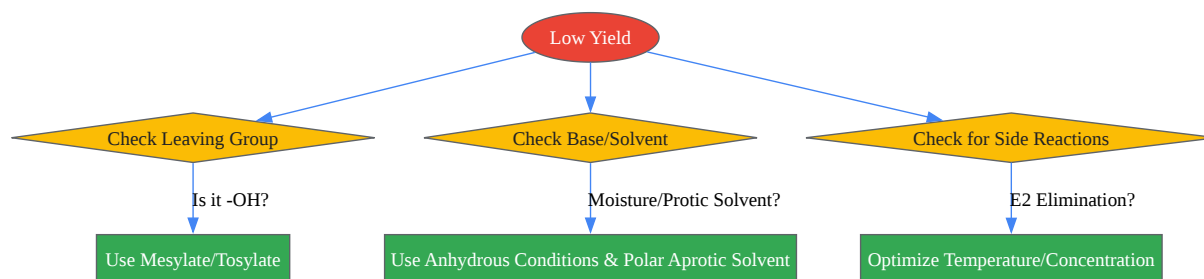 Low Yield
Check Leaving Group
Check Base/Solvent
Check for Side Reactions
Is it -OH?
Moisture/Protic Solvent?
E2 Elimination?
Use Mesylate/Tosylate
Use Anhydrous Conditions & Polar Aprotic Solvent
Optimize Temperature/Concentration